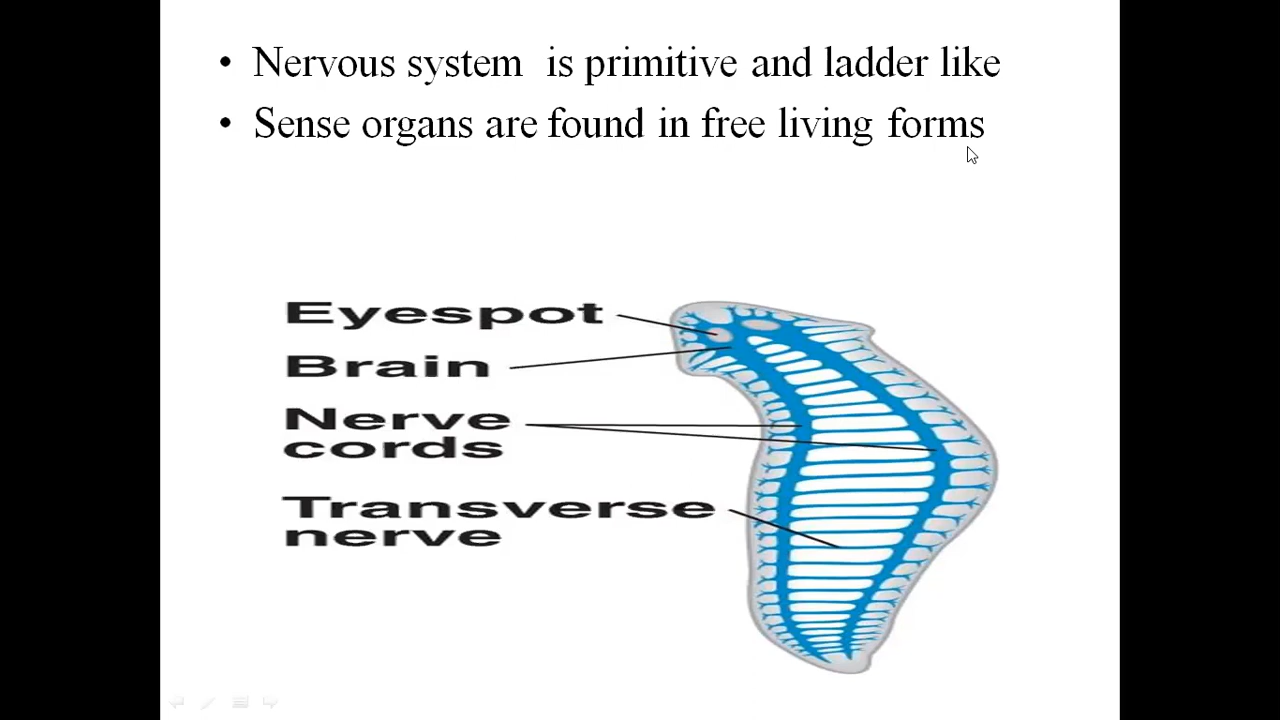 • Nervous system is primitive and ladder like
• Sense organs are found in free living forms
Eyespot
Brain
Nerve
cords
Transverse
nerve